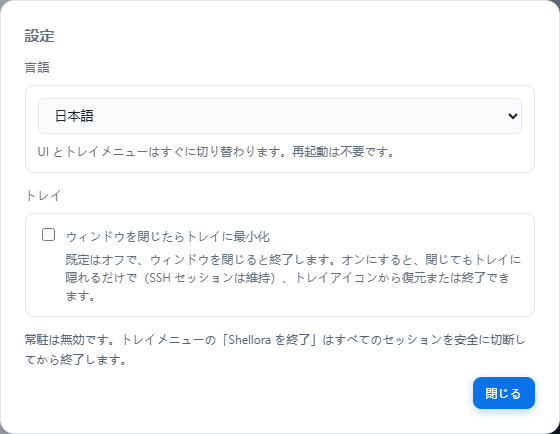 設定
言語
日本語
UI とトレイメニューはすぐに切り替わります。再起動は不要です。
トレイ
ウィンドウを閉じたらトレイに最小化
既定はオフで、ウィンドウを閉じると終了します。オンにすると、閉じてもトレイに
隠れるだけで（SSH セッションは維持）、トレイアイコンから復元または終了でき
ます。
常駐は無効です。トレイメニューの「Shellora を終了」はすべてのセッションを安全に切断し
てから終了します。
閉じる